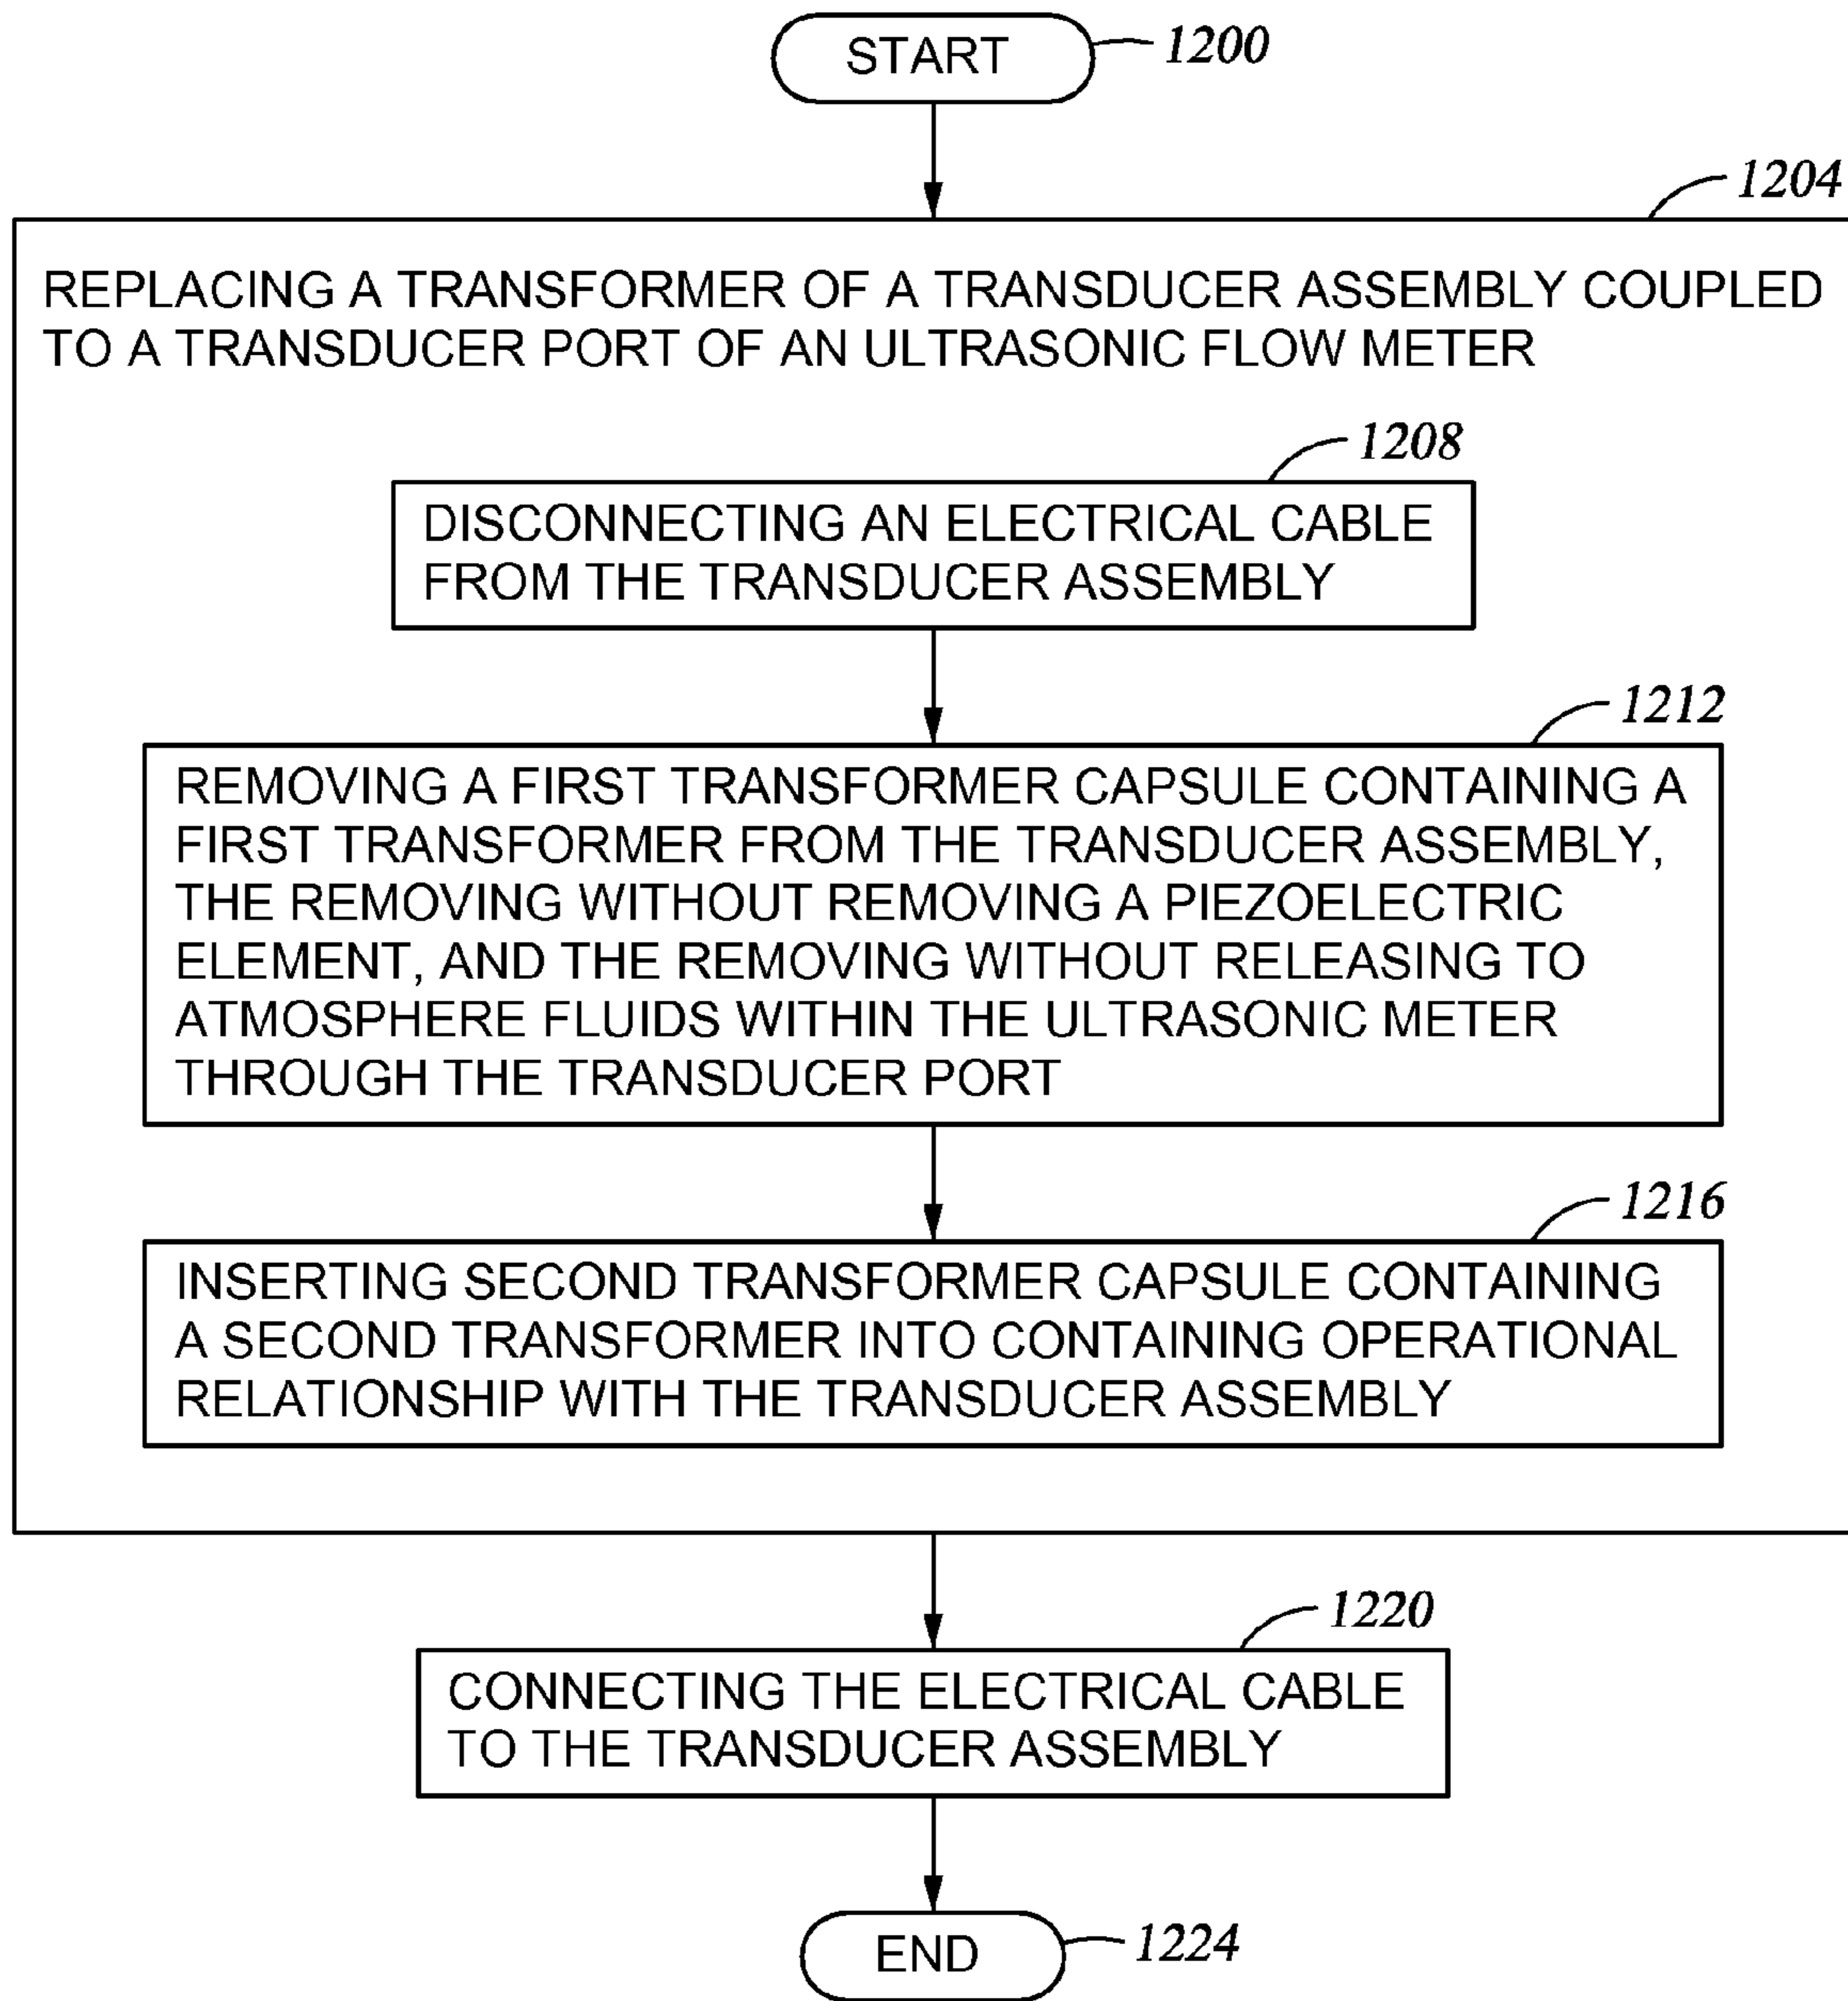 START
1200
1204
REPLACING A TRANSFORMER OF A TRANSDUCER ASSEMBLY COUPLED
TO A TRANSDUCER PORT OF AN ULTRASONIC FLOW METER
1208
DISCONNECTING AN ELECTRICAL CABLE
FROM THE TRANSDUCER ASSEMBLY
1212
REMOVING A FIRST TRANSFORMER CAPSULE CONTAINING A
FIRST TRANSFORMER FROM THE TRANSDUCER ASSEMBLY,
THE REMOVING WITHOUT REMOVING A PIEZOELECTRIC
ELEMENT, AND THE REMOVING WITHOUT RELEASING TO
ATMOSPHERE FLUIDS WITHIN THE ULTRASONIC METER
THROUGH THE TRANSDUCER PORT
1216
INSERTING SECOND TRANSFORMER CAPSULE CONTAINING
A SECOND TRANSFORMER INTO CONTAINING OPERATIONAL
RELATIONSHIP WITH THE TRANSDUCER ASSEMBLY
1220
CONNECTING THE ELECTRICAL CABLE
TO THE TRANSDUCER ASSEMBLY
END
1224